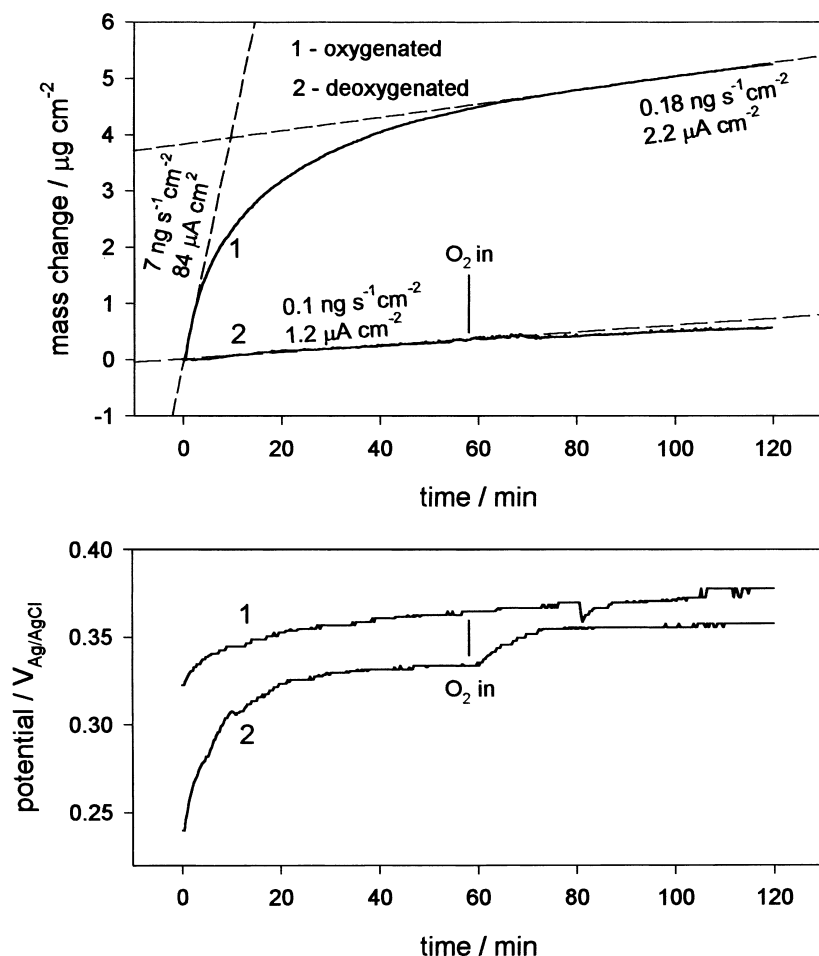 6
5
4
3
2
1
0
-1
mass change / μg cm⁻²
1 - oxygenated
2 - deoxygenated
7 ng s⁻¹cm⁻²
84 μA cm²
0.18 ng s⁻¹cm⁻²
2.2 μA cm⁻²
1
O₂ in
0.1 ng s⁻¹cm⁻²
1.2 μA cm⁻²
2
0 20 40 60 80 100 120
time / min
0.40
0.35
0.30
0.25
potential / V Ag/AgCl
1
O₂ in
2
0 20 40 60 80 100 120
time / min